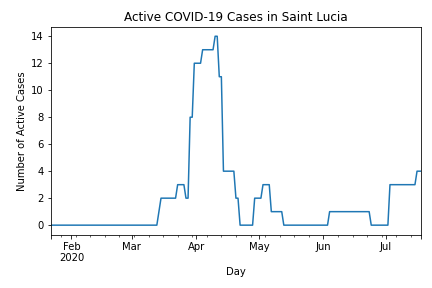 Active COVID-19 Cases in Saint Lucia
Number of Active Cases
14
12
10
8
6
4
2
0
Feb Mar Apr May Jun Jul
2020
Day